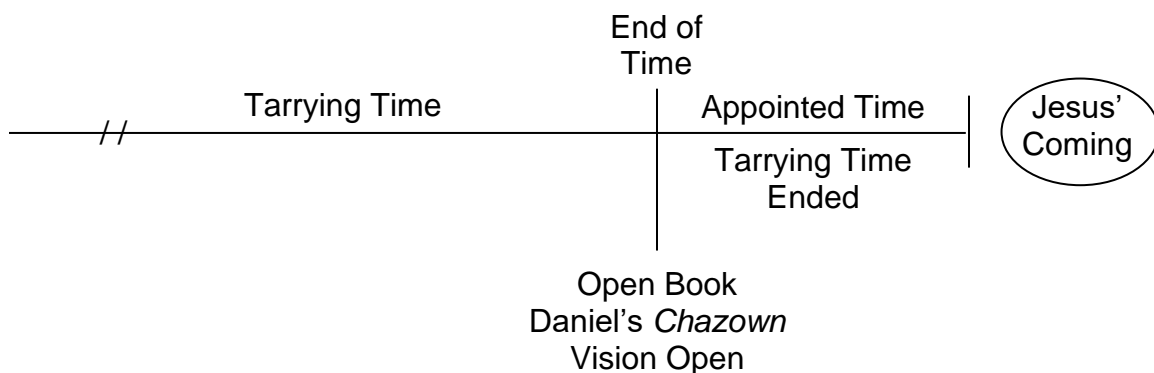 End of
Time
Tarrying Time
Appointed Time
Tarrying Time
Ended
Jesus’
Coming
Open Book
Daniel’s Chazown
Vision Open